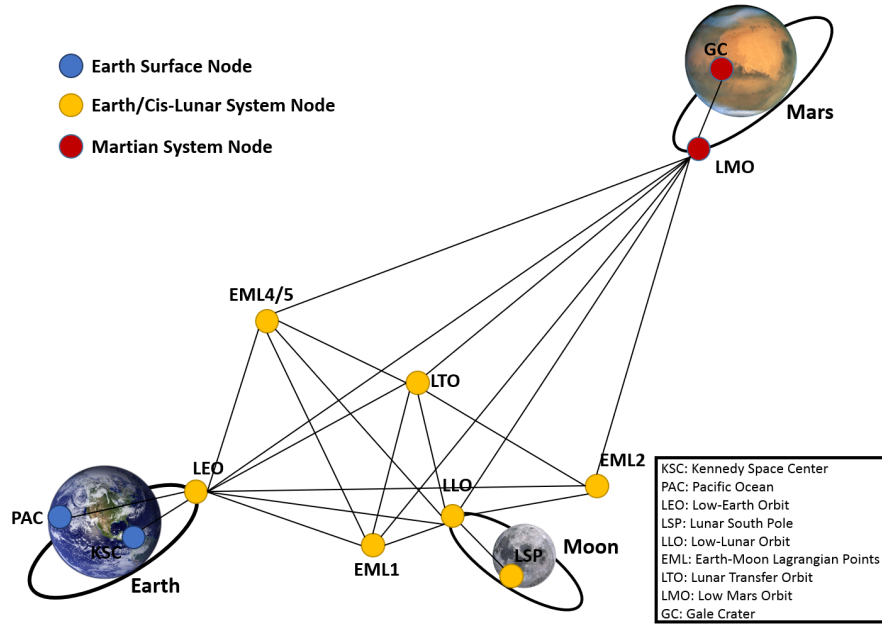 Earth Surface Node
Earth/Cis-Lunar System Node
Martian System Node
GC
Mars
LMO
EML4/5
LTO
LEO
EML2
LLO
PAC
KSC
EML1
LSP
Moon
Earth
KSC: Kennedy Space Center
PAC: Pacific Ocean
LEO: Low-Earth Orbit
LSP: Lunar South Pole
LLO: Low-Lunar Orbit
EML: Earth-Moon Lagrangian Points
LTO: Lunar Transfer Orbit
LMO: Low Mars Orbit
GC: Gale Crater